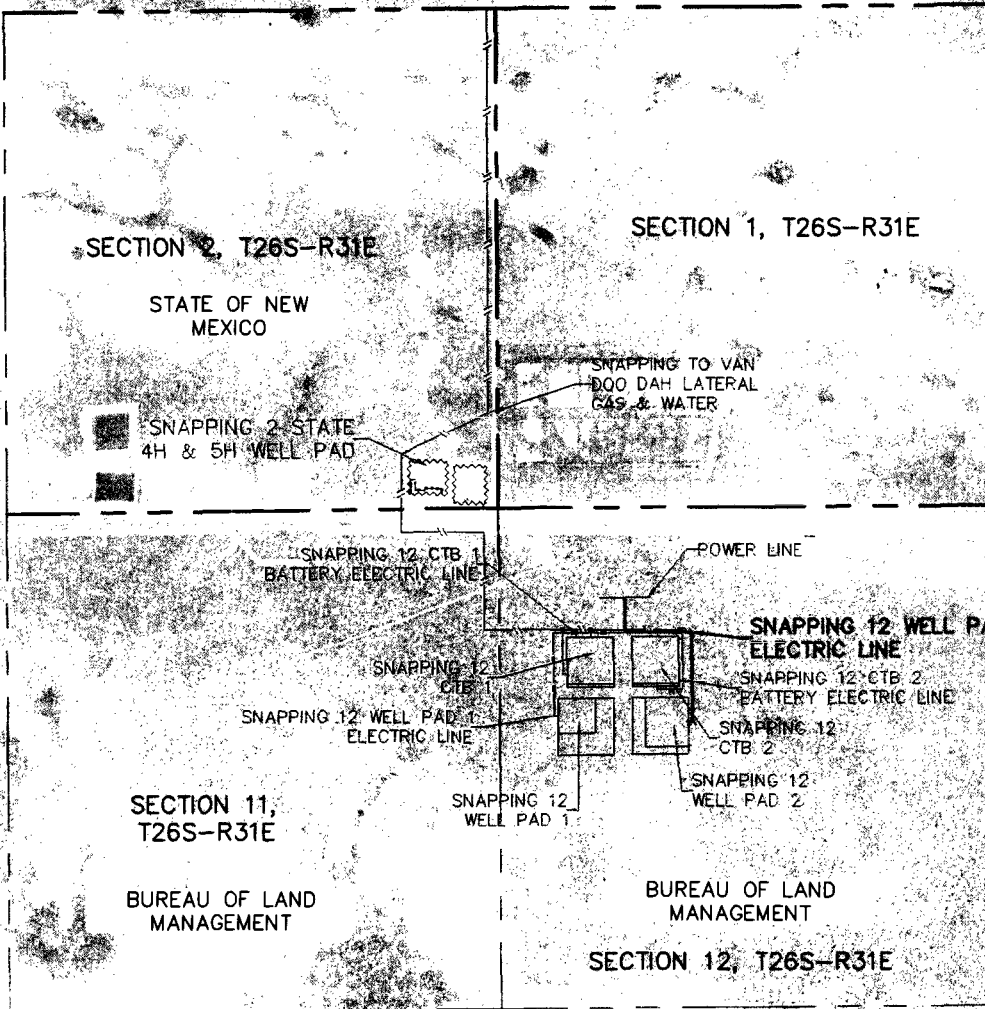 SECTION 2, T26S-R31E
STATE OF NEW
MEXICO
SECTION 1, T26S-R31E
SNAPPING TO VAN
DOO DAH LATERAL
GAS & WATER
SNAPPING 2 STATE
4H & 5H WELL PAD
SNAPPING 12 CTB 1
BATTERY ELECTRIC LINE
POWER LINE
SNAPPING 12 WELL PA
ELECTRIC LINE
SNAPPING 12
CTB 1
SNAPPING 12 CTB 2
BATTERY ELECTRIC LINE
SNAPPING 12 WELL PAD 1
ELECTRIC LINE
SNAPPING 12
CTB 2
SNAPPING 12
WELL PAD 2
SNAPPING 12
WELL PAD 1
SECTION 11,
T26S-R31E
BUREAU OF LAND
MANAGEMENT
BUREAU OF LAND
MANAGEMENT
SECTION 12, T26S-R31E